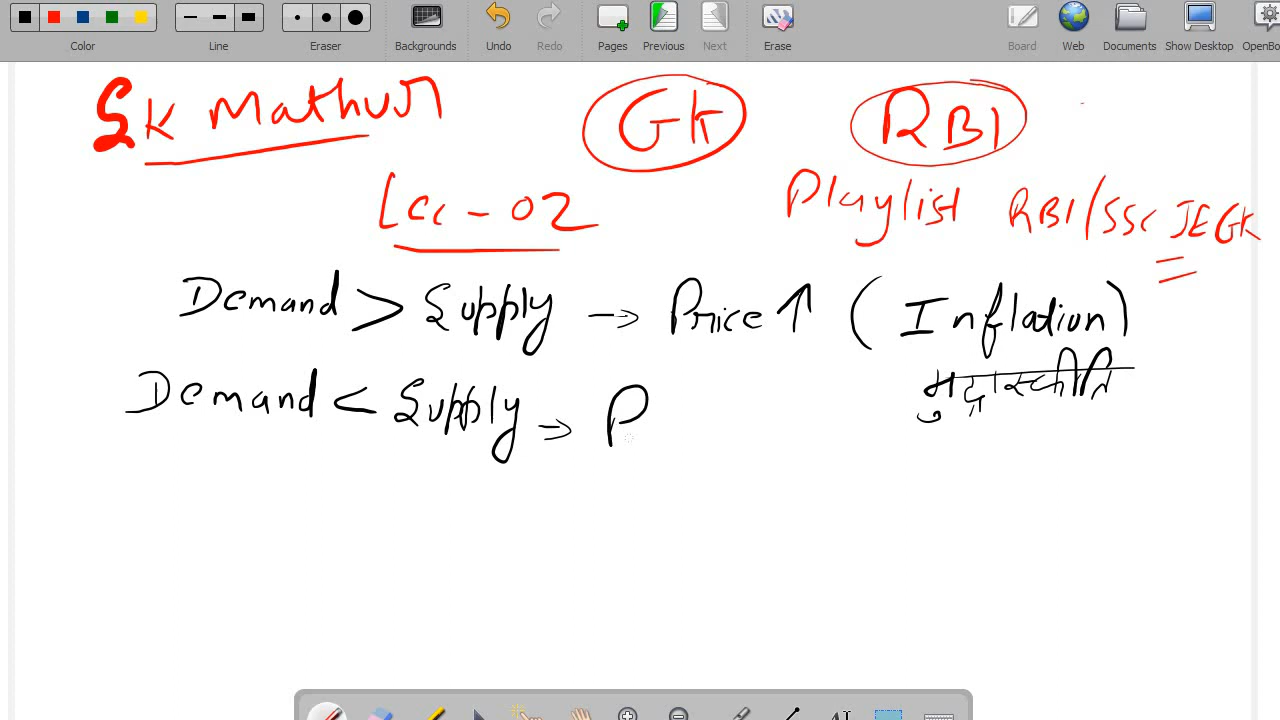 Color Line Eraser Backgrounds Undo Redo Pages Previous Next Erase Board Web Documents Show Desktop OpenBo
SK Mathur GK RBI
Lec - 02 Playlist RBI/SSC JE GK
Demand > Supply → Price ↑ ( Inflation )
मुद्रास्फीति
Demand < Supply ⇒ P